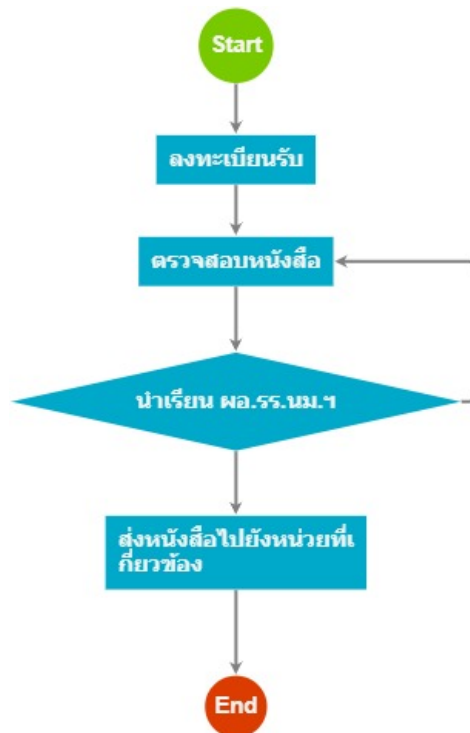 Start
ลงทะเบียนรับ
ตรวจสอบหนังสือ
นำเรียน ผอ.รร.นม.ฯ
ส่งหนังสือไปยังหน่วยที่เ
กี่ยวข้อง
End